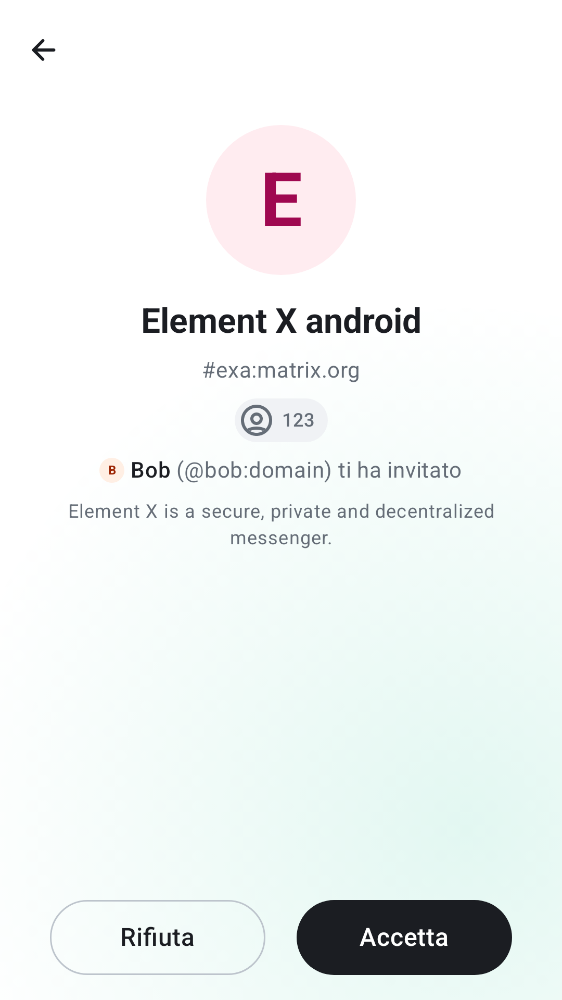 E
Element X android
#exa:matrix.org
123
B Bob (@bob:domain) ti ha invitato
Element X is a secure, private and decentralized
messenger.
Rifiuta
Accetta